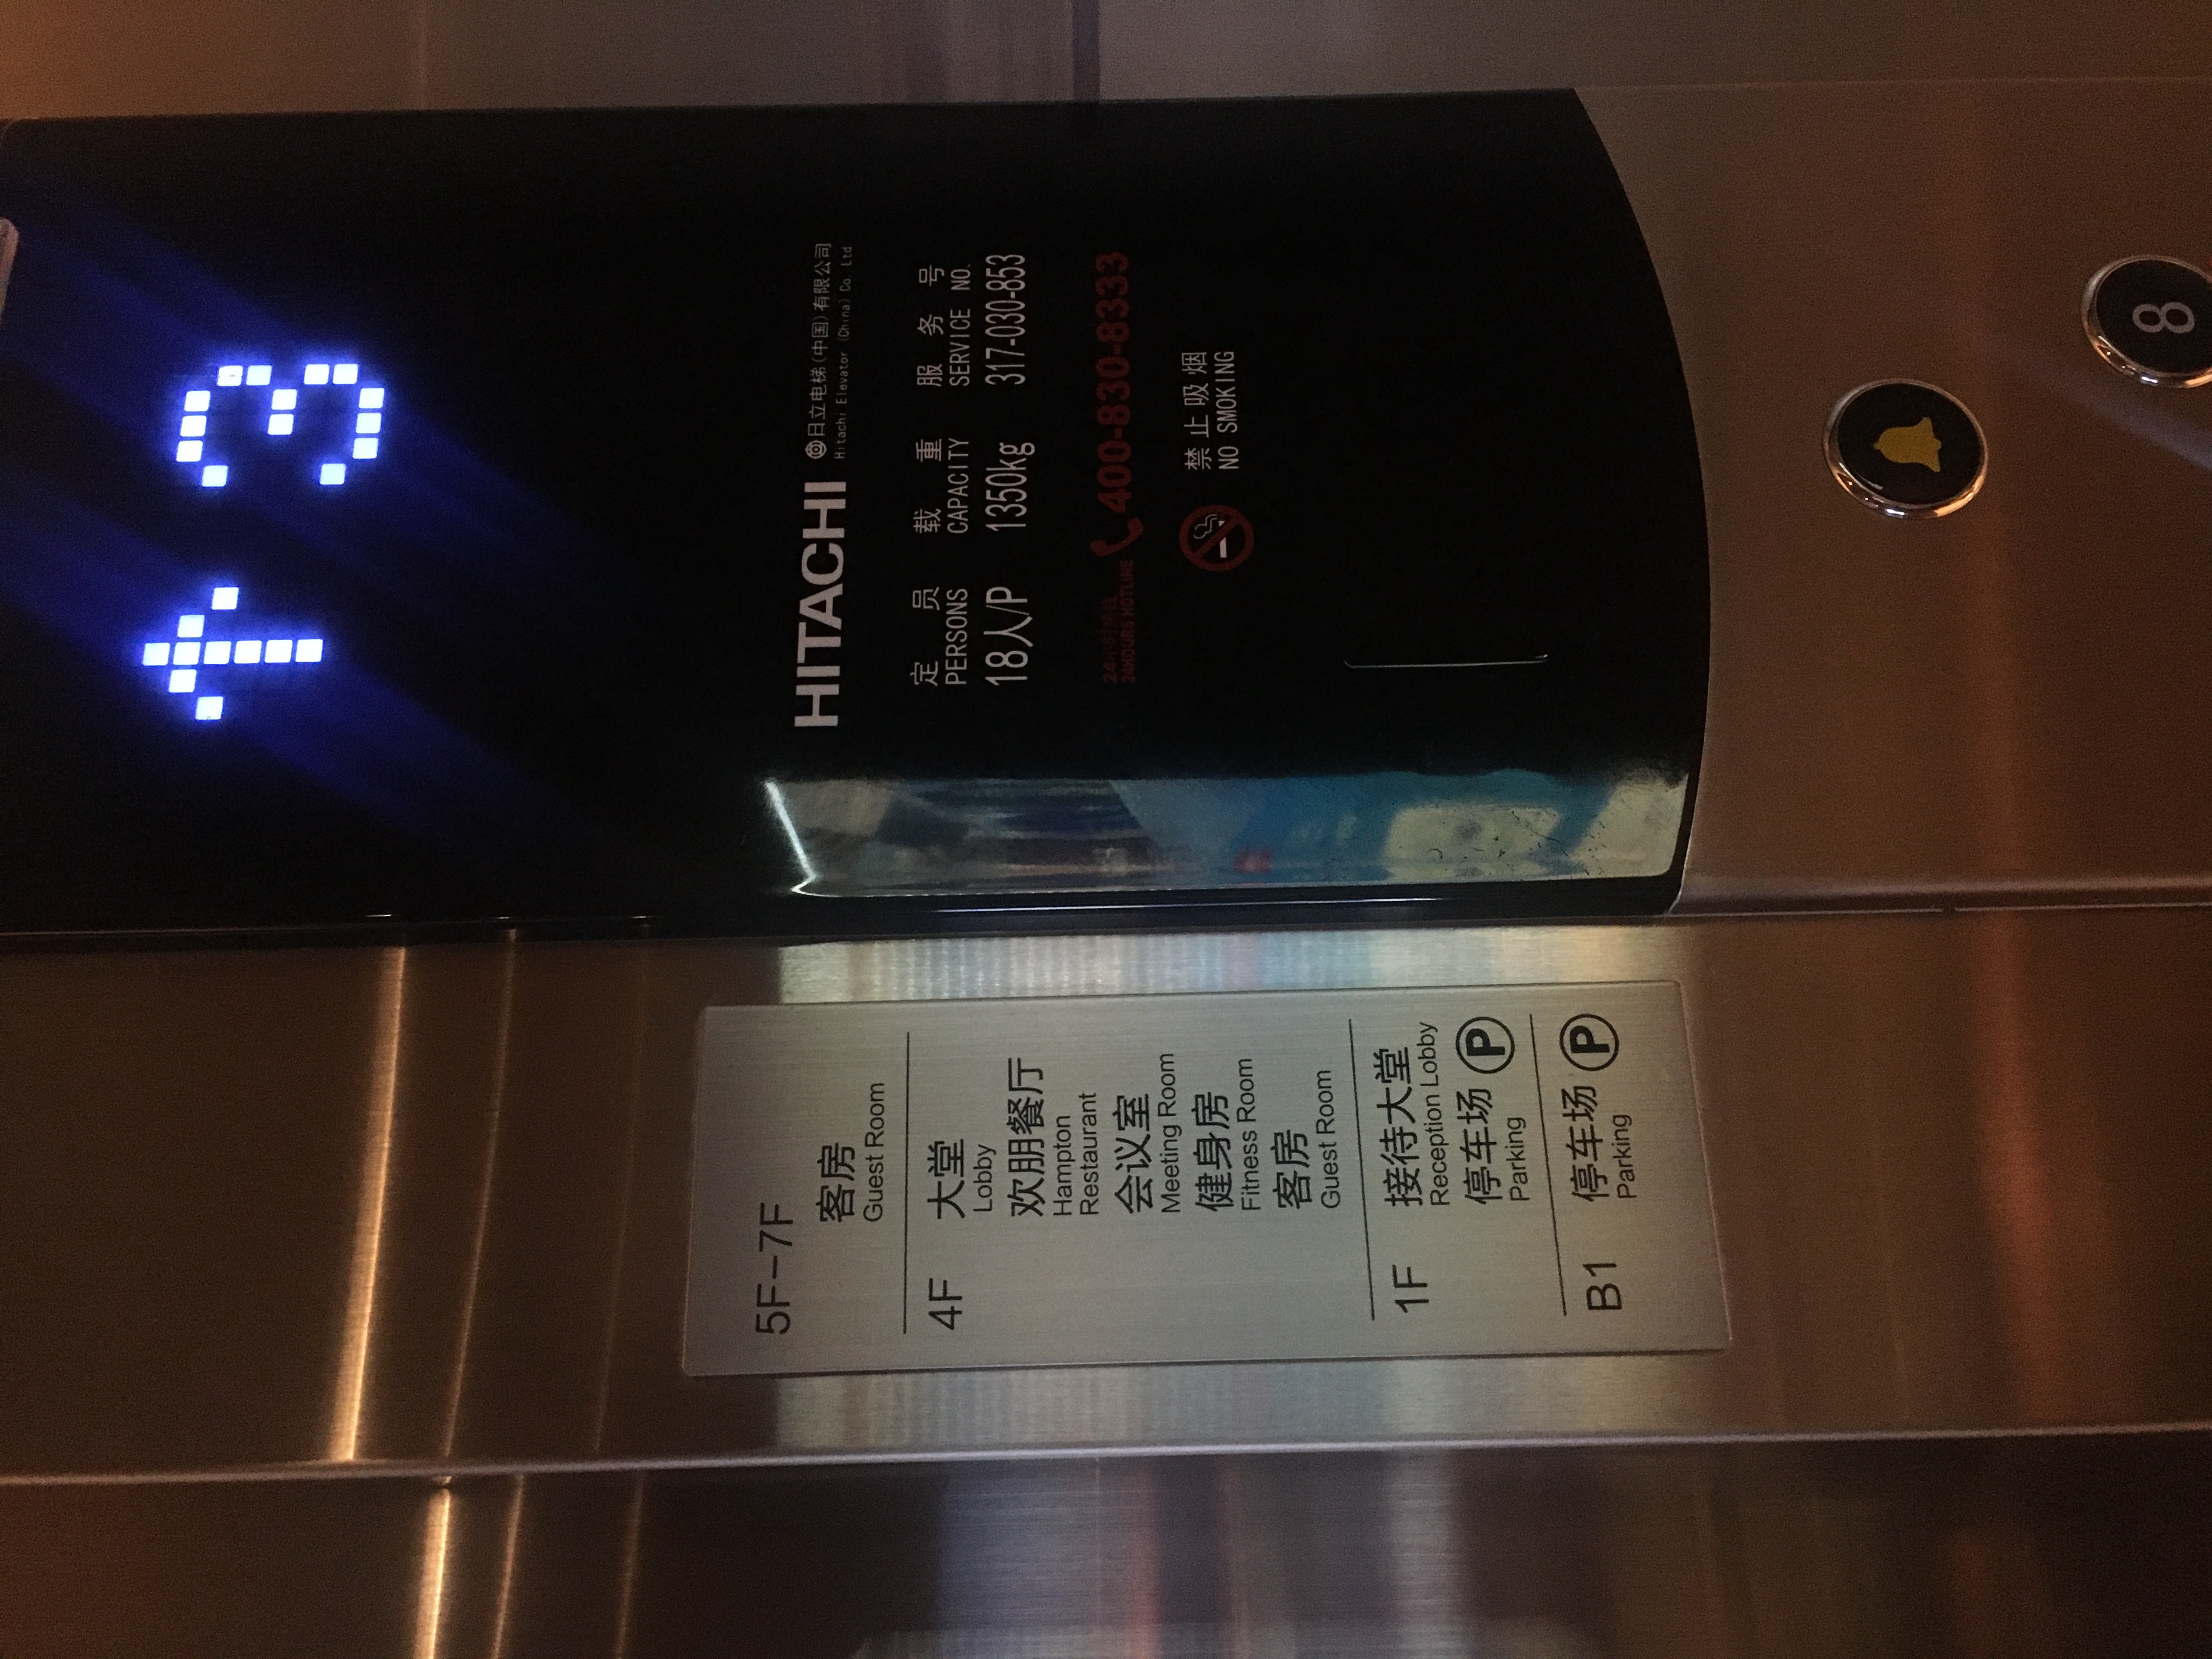 3
HITACHI
日立电梯(中国)有限公司
Hitachi Elevator (China) Co. Ltd
定员 载重 服务号
PERSONS CAPACITY SERVICE NO.
18人/P 1350kg 317-030-853
24HOURS HOTLINE 400-830-8333
禁止吸烟
NO SMOKING
8
5F-7F
客房
Guest Room
4F 大堂
Lobby
欢朋餐厅
Hampton
Restaurant
会议室
Meeting Room
健身房
Fitness Room
客房
Guest Room
1F 接待大堂
Reception Lobby
停车场 P
Parking
B1 停车场 P
Parking